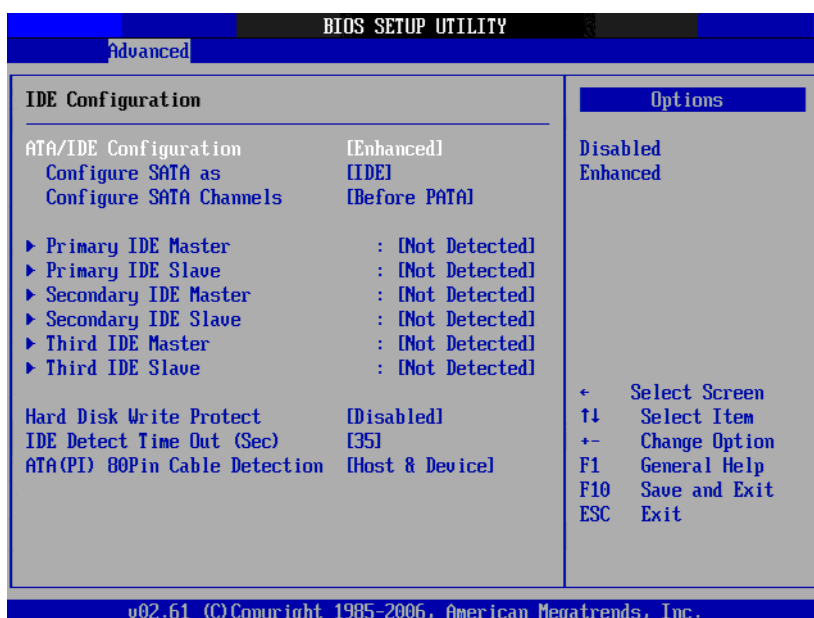 BIOS SETUP UTILITY
Advanced
IDE Configuration
ATA/IDE Configuration [Enhanced]
Configure SATA as [IDE]
Configure SATA Channels [Before PATA]
▶ Primary IDE Master : [Not Detected]
▶ Primary IDE Slave : [Not Detected]
▶ Secondary IDE Master : [Not Detected]
▶ Secondary IDE Slave : [Not Detected]
▶ Third IDE Master : [Not Detected]
▶ Third IDE Slave : [Not Detected]
Hard Disk Write Protect [Disabled]
IDE Detect Time Out (Sec) [35]
ATA(PI) 80Pin Cable Detection [Host & Device]
Options
Disabled
Enhanced
← Select Screen
↑↓ Select Item
+- Change Option
F1 General Help
F10 Save and Exit
ESC Exit
v02.61 (C)Copyright 1985-2006, American Megatrends, Inc.